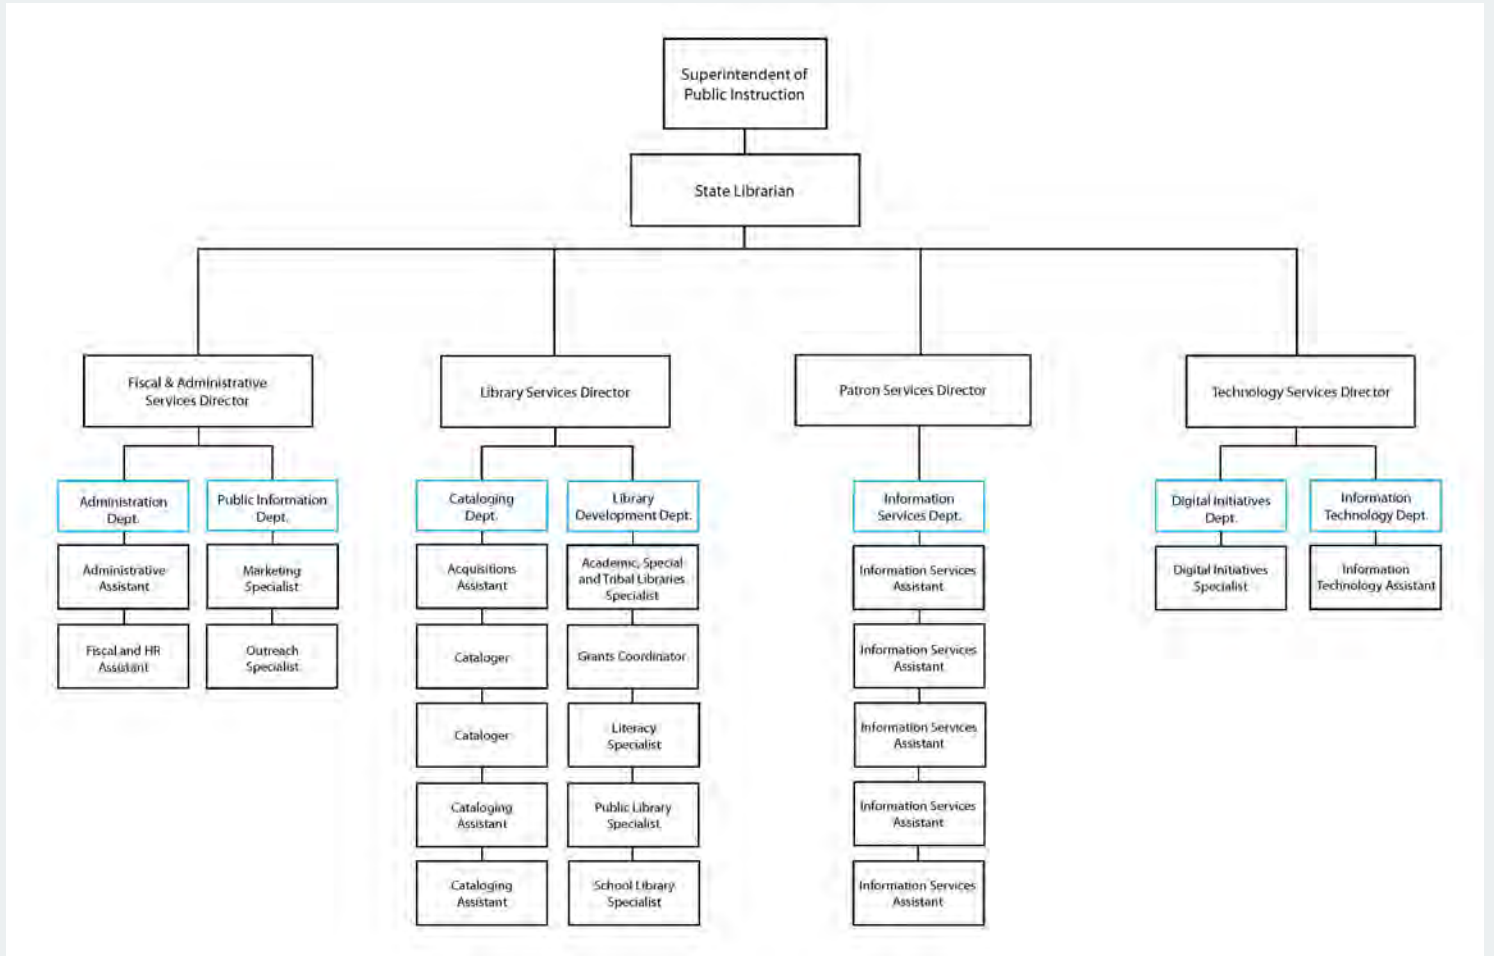 Superintendent of
Public Instruction
State Librarian
Fiscal & Administrative
Services Director
Library Services Director
Patron Services Director
Technology Services Director
Administration
Dept.
Public Information
Dept.
Cataloging
Dept.
Library
Development Dept.
Information
Services Dept.
Digital Initiatives
Dept.
Information
Technology Dept.
Administrative
Assistant
Marketing
Specialist
Acquisitions
Assistant
Academic, Special
and Tribal Libraries
Specialist
Information Services
Assistant
Digital Initiatives
Specialist
Information
Technology Assistant
Fiscal and HR
Assistant
Outreach
Specialist
Cataloger
Grants Coordinator
Information Services
Assistant
Cataloger
Literacy
Specialist
Information Services
Assistant
Cataloging
Assistant
Public Library
Specialist
Information Services
Assistant
Cataloging
Assistant
School Library
Specialist
Information Services
Assistant